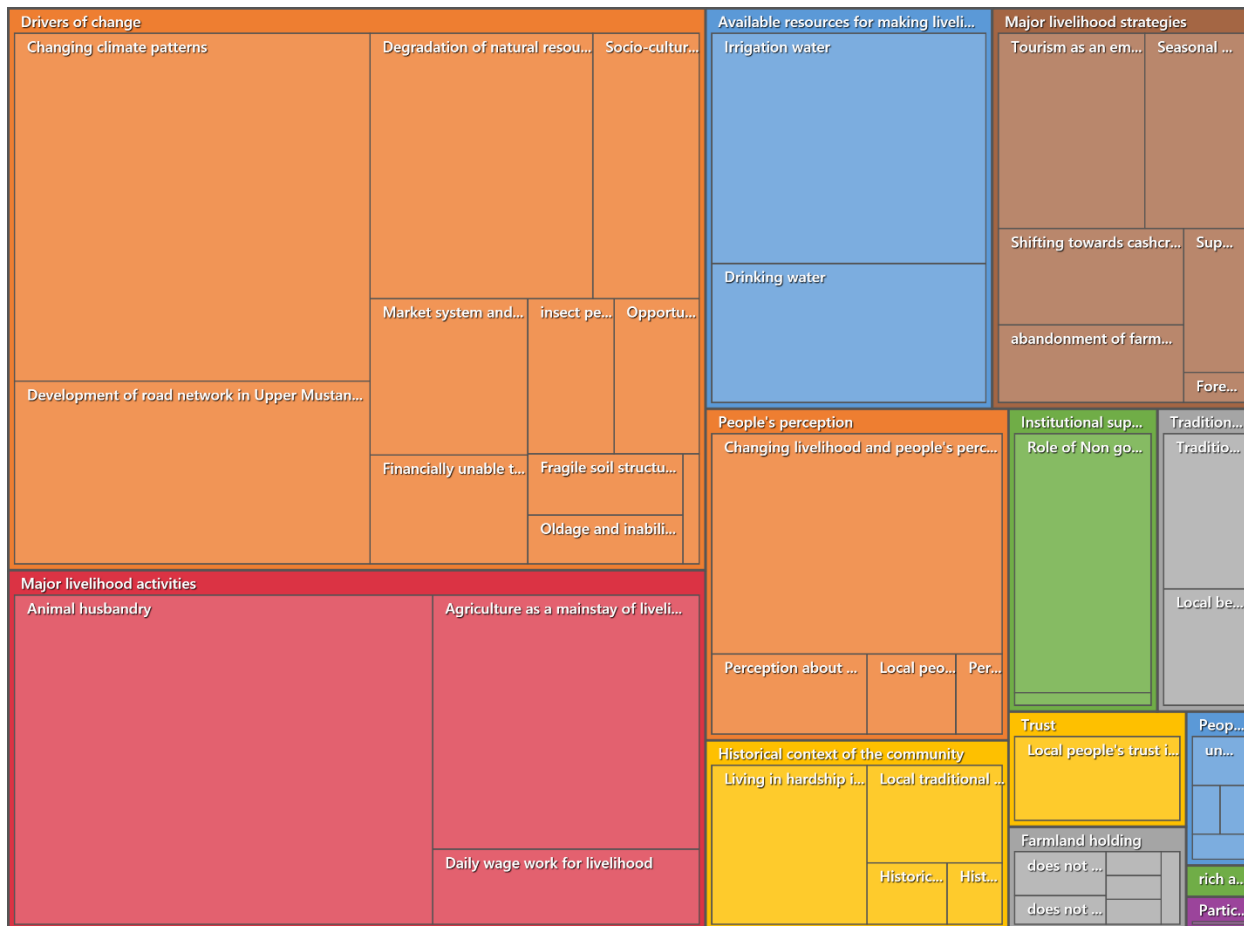 Drivers of change
Changing climate patterns
Degradation of natural resou...
Socio-cultur...
Market system and...
insect pe...
Opportu...
Development of road network in Upper Mustan...
Financially unable t...
Fragile soil structu...
Oldage and inabili...
Major livelihood activities
Animal husbandry
Agriculture as a mainstay of liveli...
Daily wage work for livelihood
Available resources for making liveli...
Irrigation water
Drinking water
Major livelihood strategies
Tourism as an em...
Seasonal ...
Shifting towards cashcr...
Sup...
abandonment of farm...
Fore...
People's perception
Changing livelihood and people's perc...
Perception about ...
Local peo...
Per...
Institutional sup...
Role of Non go...
Tradition...
Traditio...
Local be...
Historical context of the community
Living in hardship i...
Local traditional ...
Historic...
Hist...
Trust
Local people's trust i...
Peop...
un...
Farmland holding
does not ...
does not ...
rich a...
Partic...